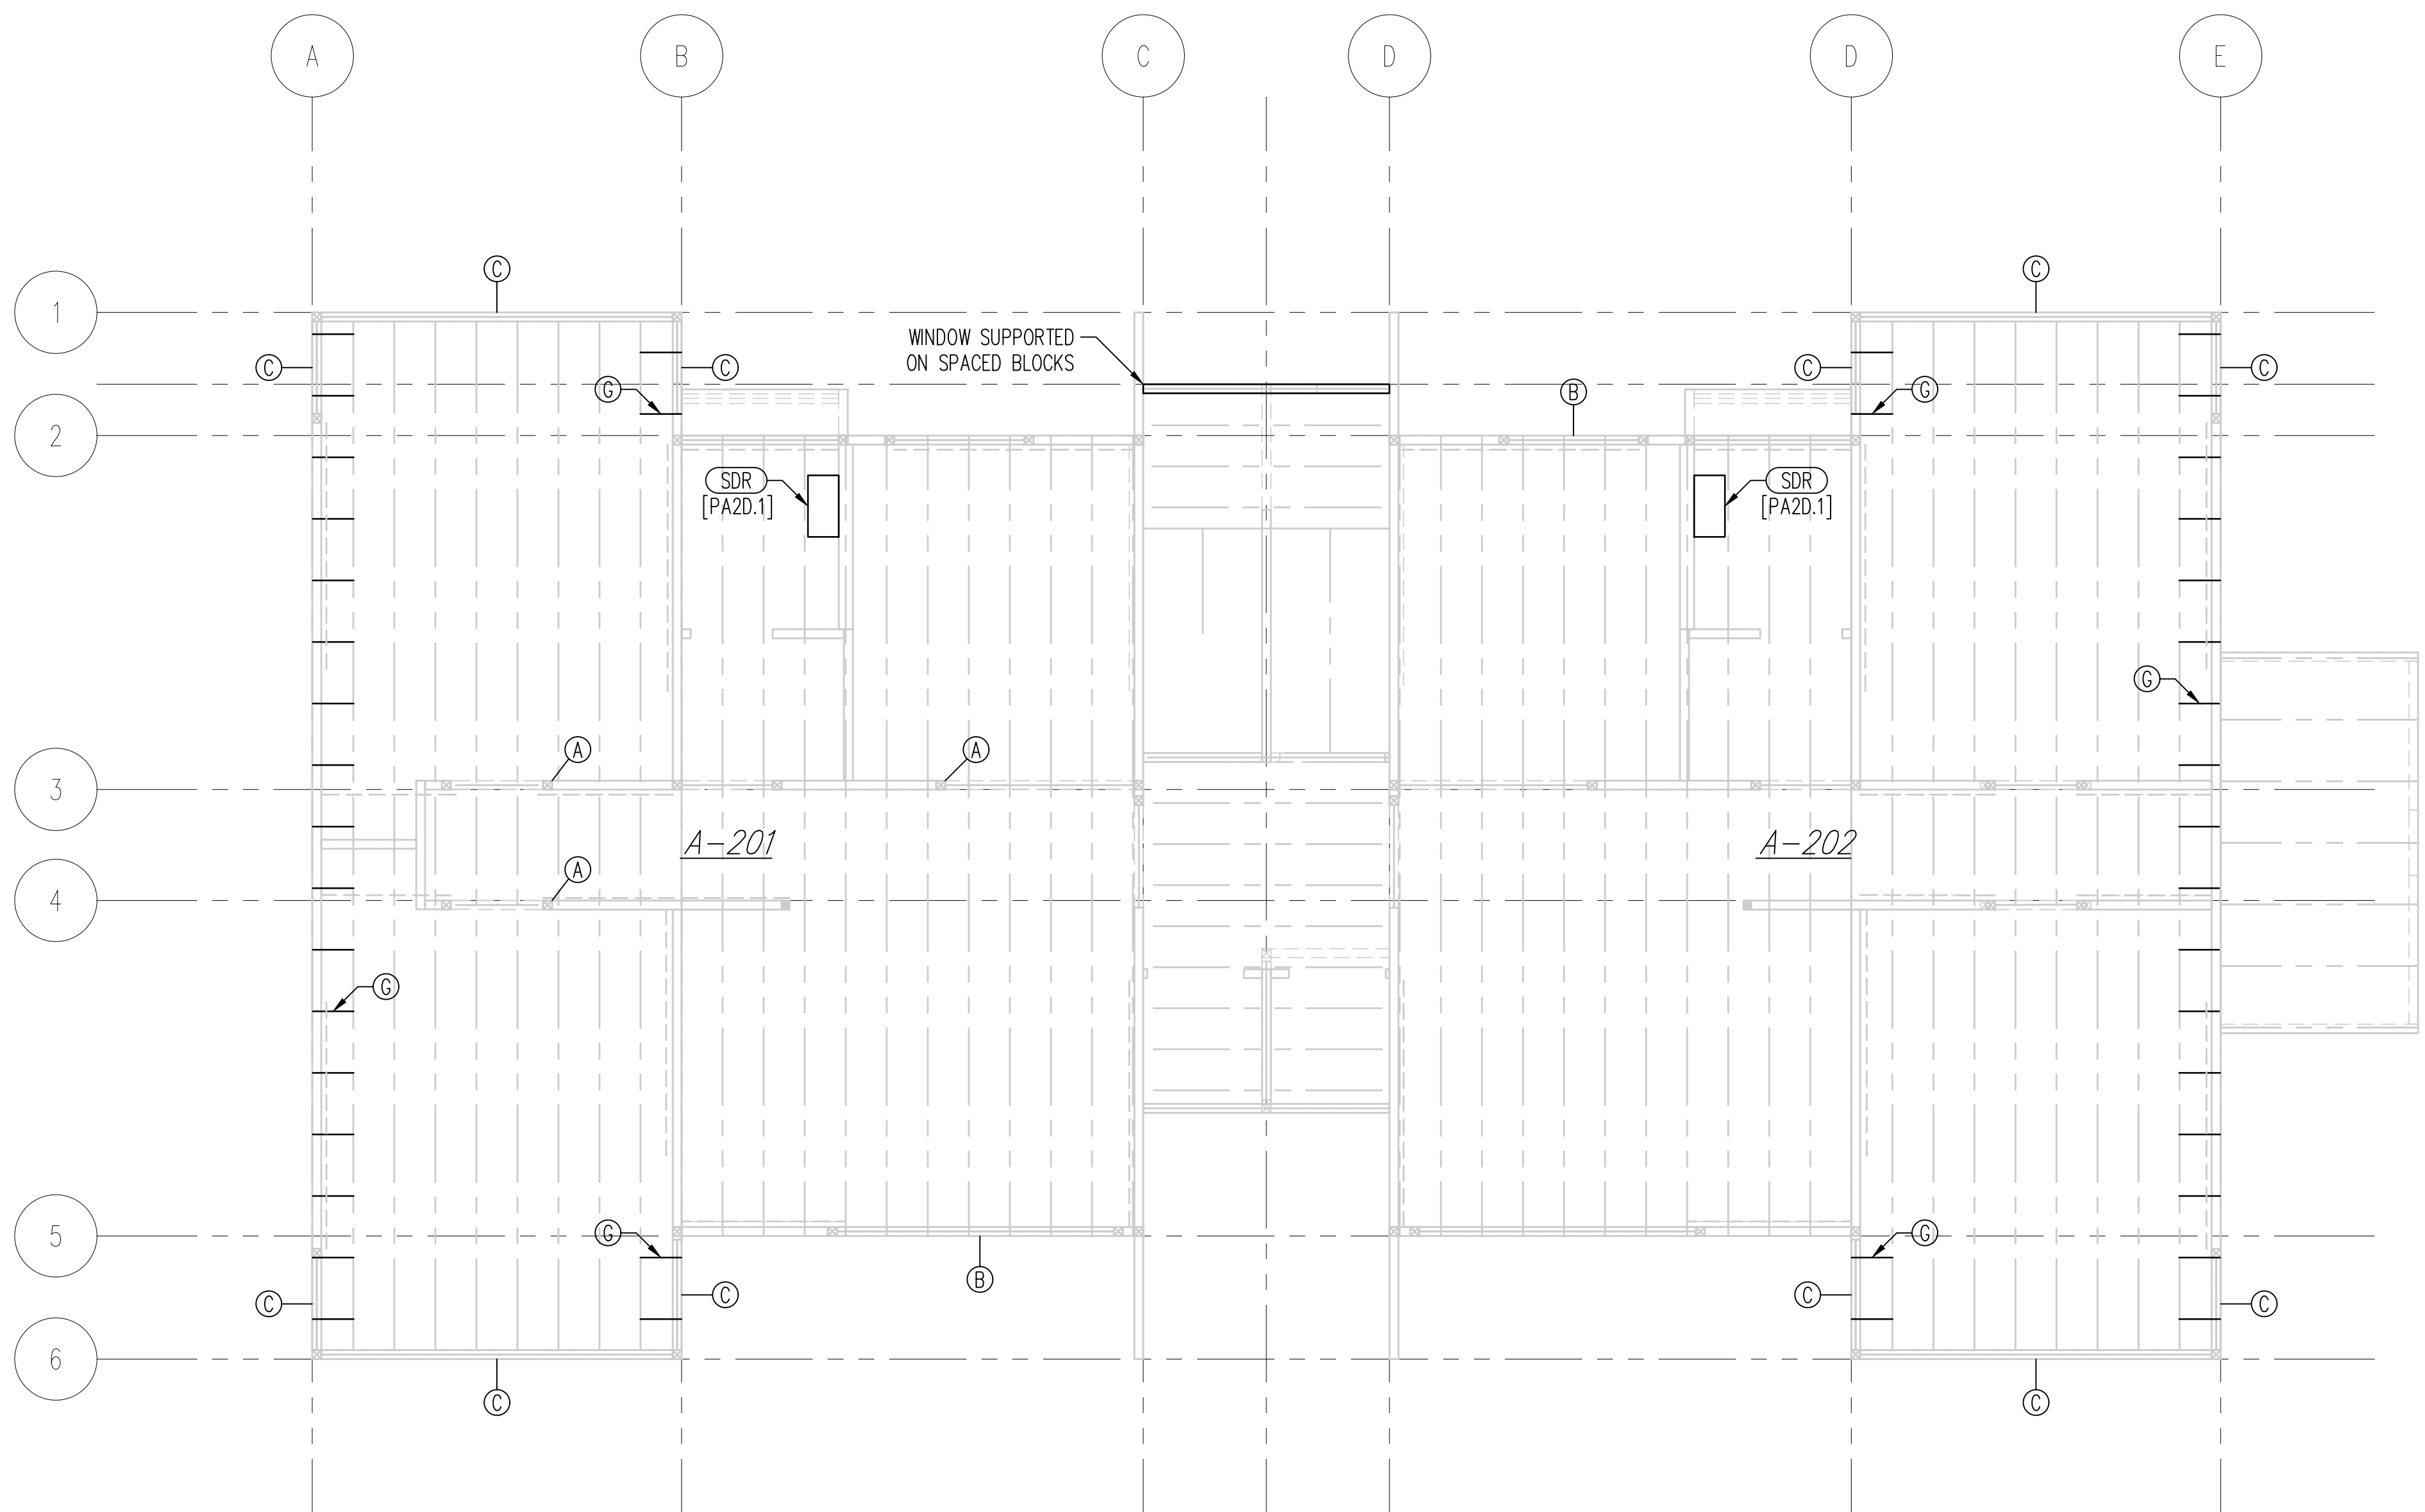 A B C D D E
C C
1
WINDOW SUPPORTED
ON SPACED BLOCKS
C C C C
G B G
2
SDR SDR
[PA2D.1] [PA2D.1]
G
A A
3
A-201 A-202
A
4
G
G G
5
B
C C C C
6
C C